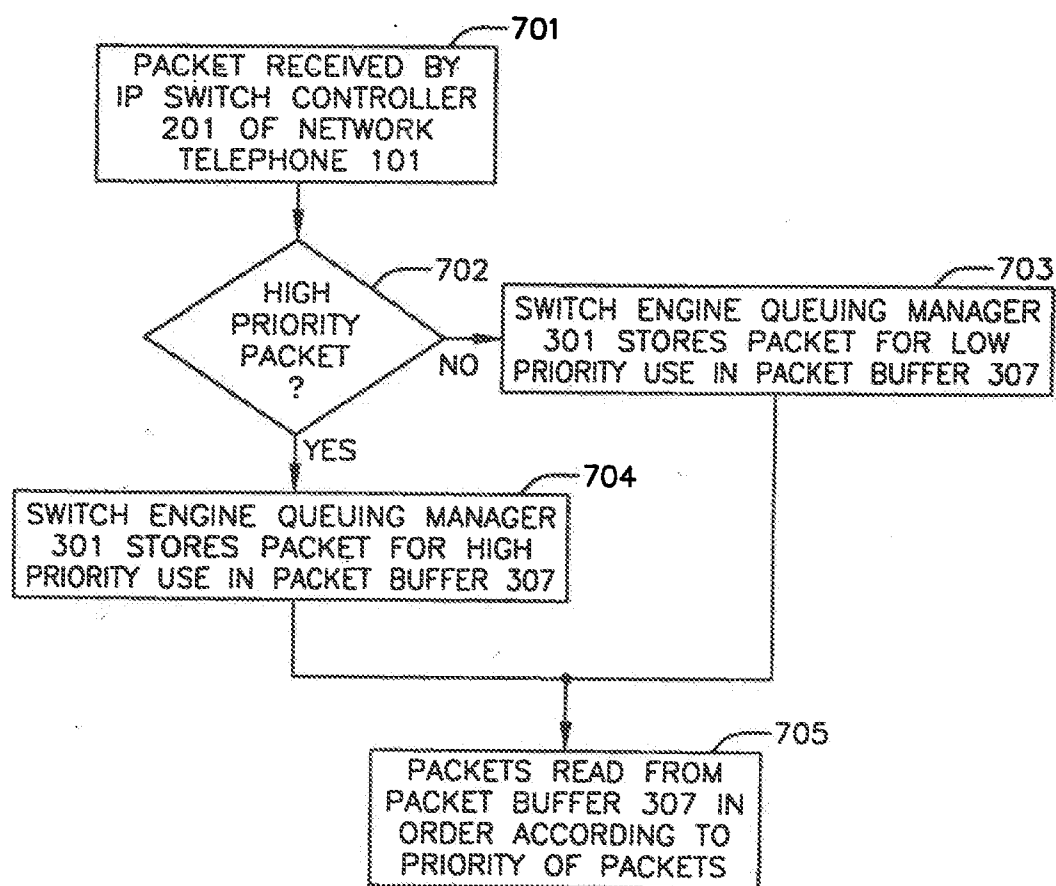 701
PACKET RECEIVED BY
IP SWITCH CONTROLLER
201 OF NETWORK
TELEPHONE 101
702
HIGH
PRIORITY
PACKET
?
NO
YES
703
SWITCH ENGINE QUEUING MANAGER
301 STORES PACKET FOR LOW
PRIORITY USE IN PACKET BUFFER 307
704
SWITCH ENGINE QUEUING MANAGER
301 STORES PACKET FOR HIGH
PRIORITY USE IN PACKET BUFFER 307
705
PACKETS READ FROM
PACKET BUFFER 307 IN
ORDER ACCORDING TO
PRIORITY OF PACKETS